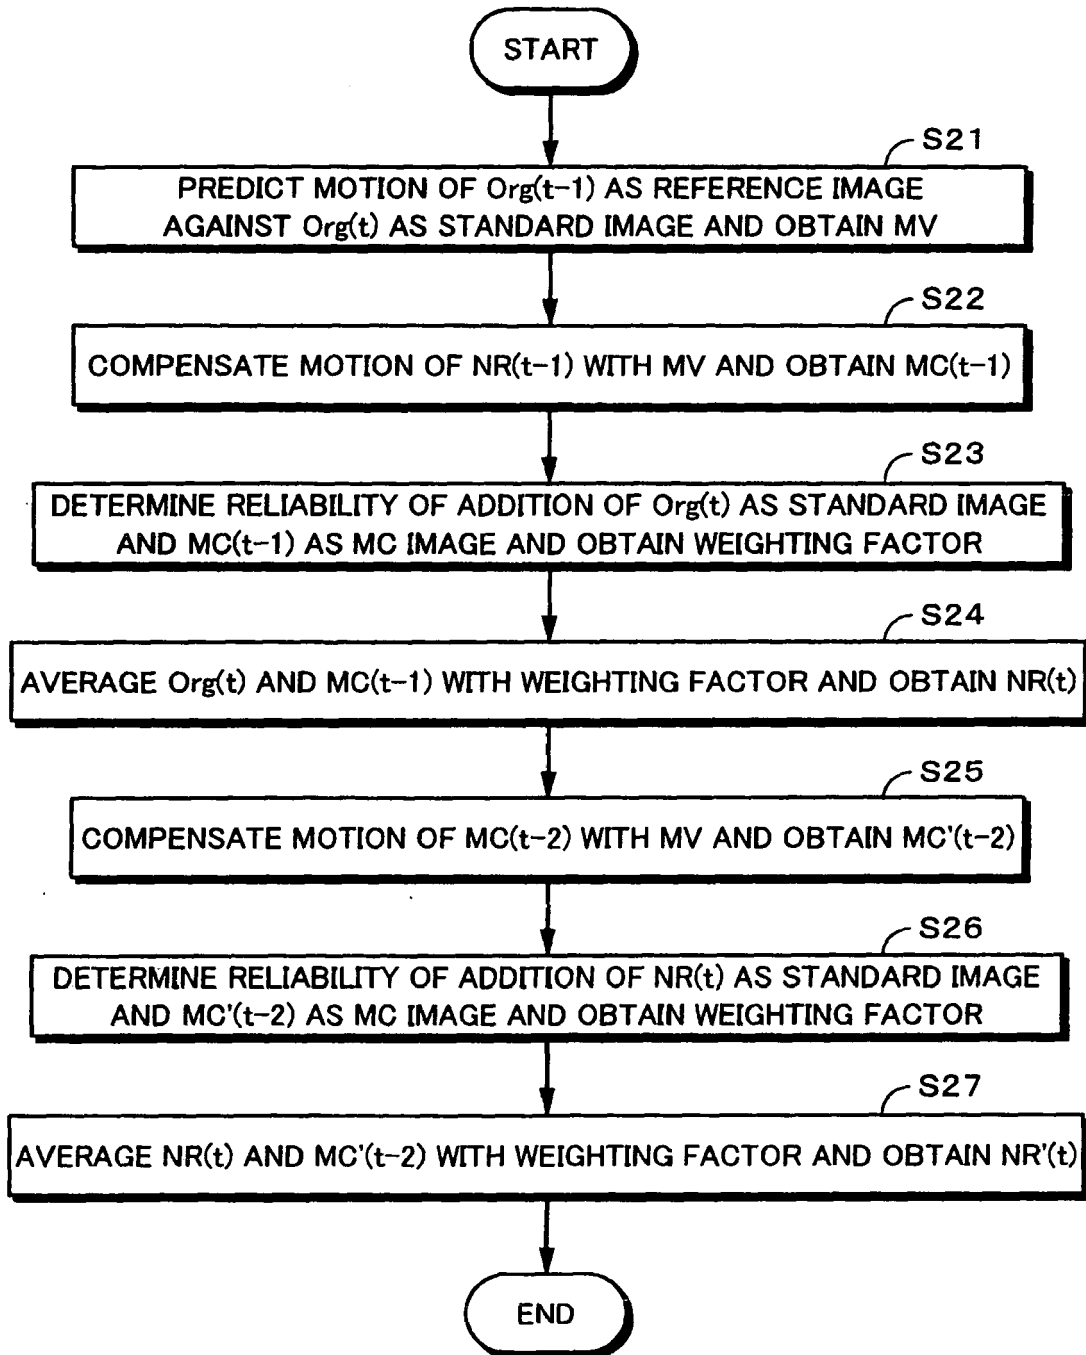 START
S21
PREDICT MOTION OF Org(t-1) AS REFERENCE IMAGE
AGAINST Org(t) AS STANDARD IMAGE AND OBTAIN MV
S22
COMPENSATE MOTION OF NR(t-1) WITH MV AND OBTAIN MC(t-1)
S23
DETERMINE RELIABILITY OF ADDITION OF Org(t) AS STANDARD IMAGE
AND MC(t-1) AS MC IMAGE AND OBTAIN WEIGHTING FACTOR
S24
AVERAGE Org(t) AND MC(t-1) WITH WEIGHTING FACTOR AND OBTAIN NR(t)
S25
COMPENSATE MOTION OF MC(t-2) WITH MV AND OBTAIN MC'(t-2)
S26
DETERMINE RELIABILITY OF ADDITION OF NR(t) AS STANDARD IMAGE
AND MC'(t-2) AS MC IMAGE AND OBTAIN WEIGHTING FACTOR
S27
AVERAGE NR(t) AND MC'(t-2) WITH WEIGHTING FACTOR AND OBTAIN NR'(t)
END